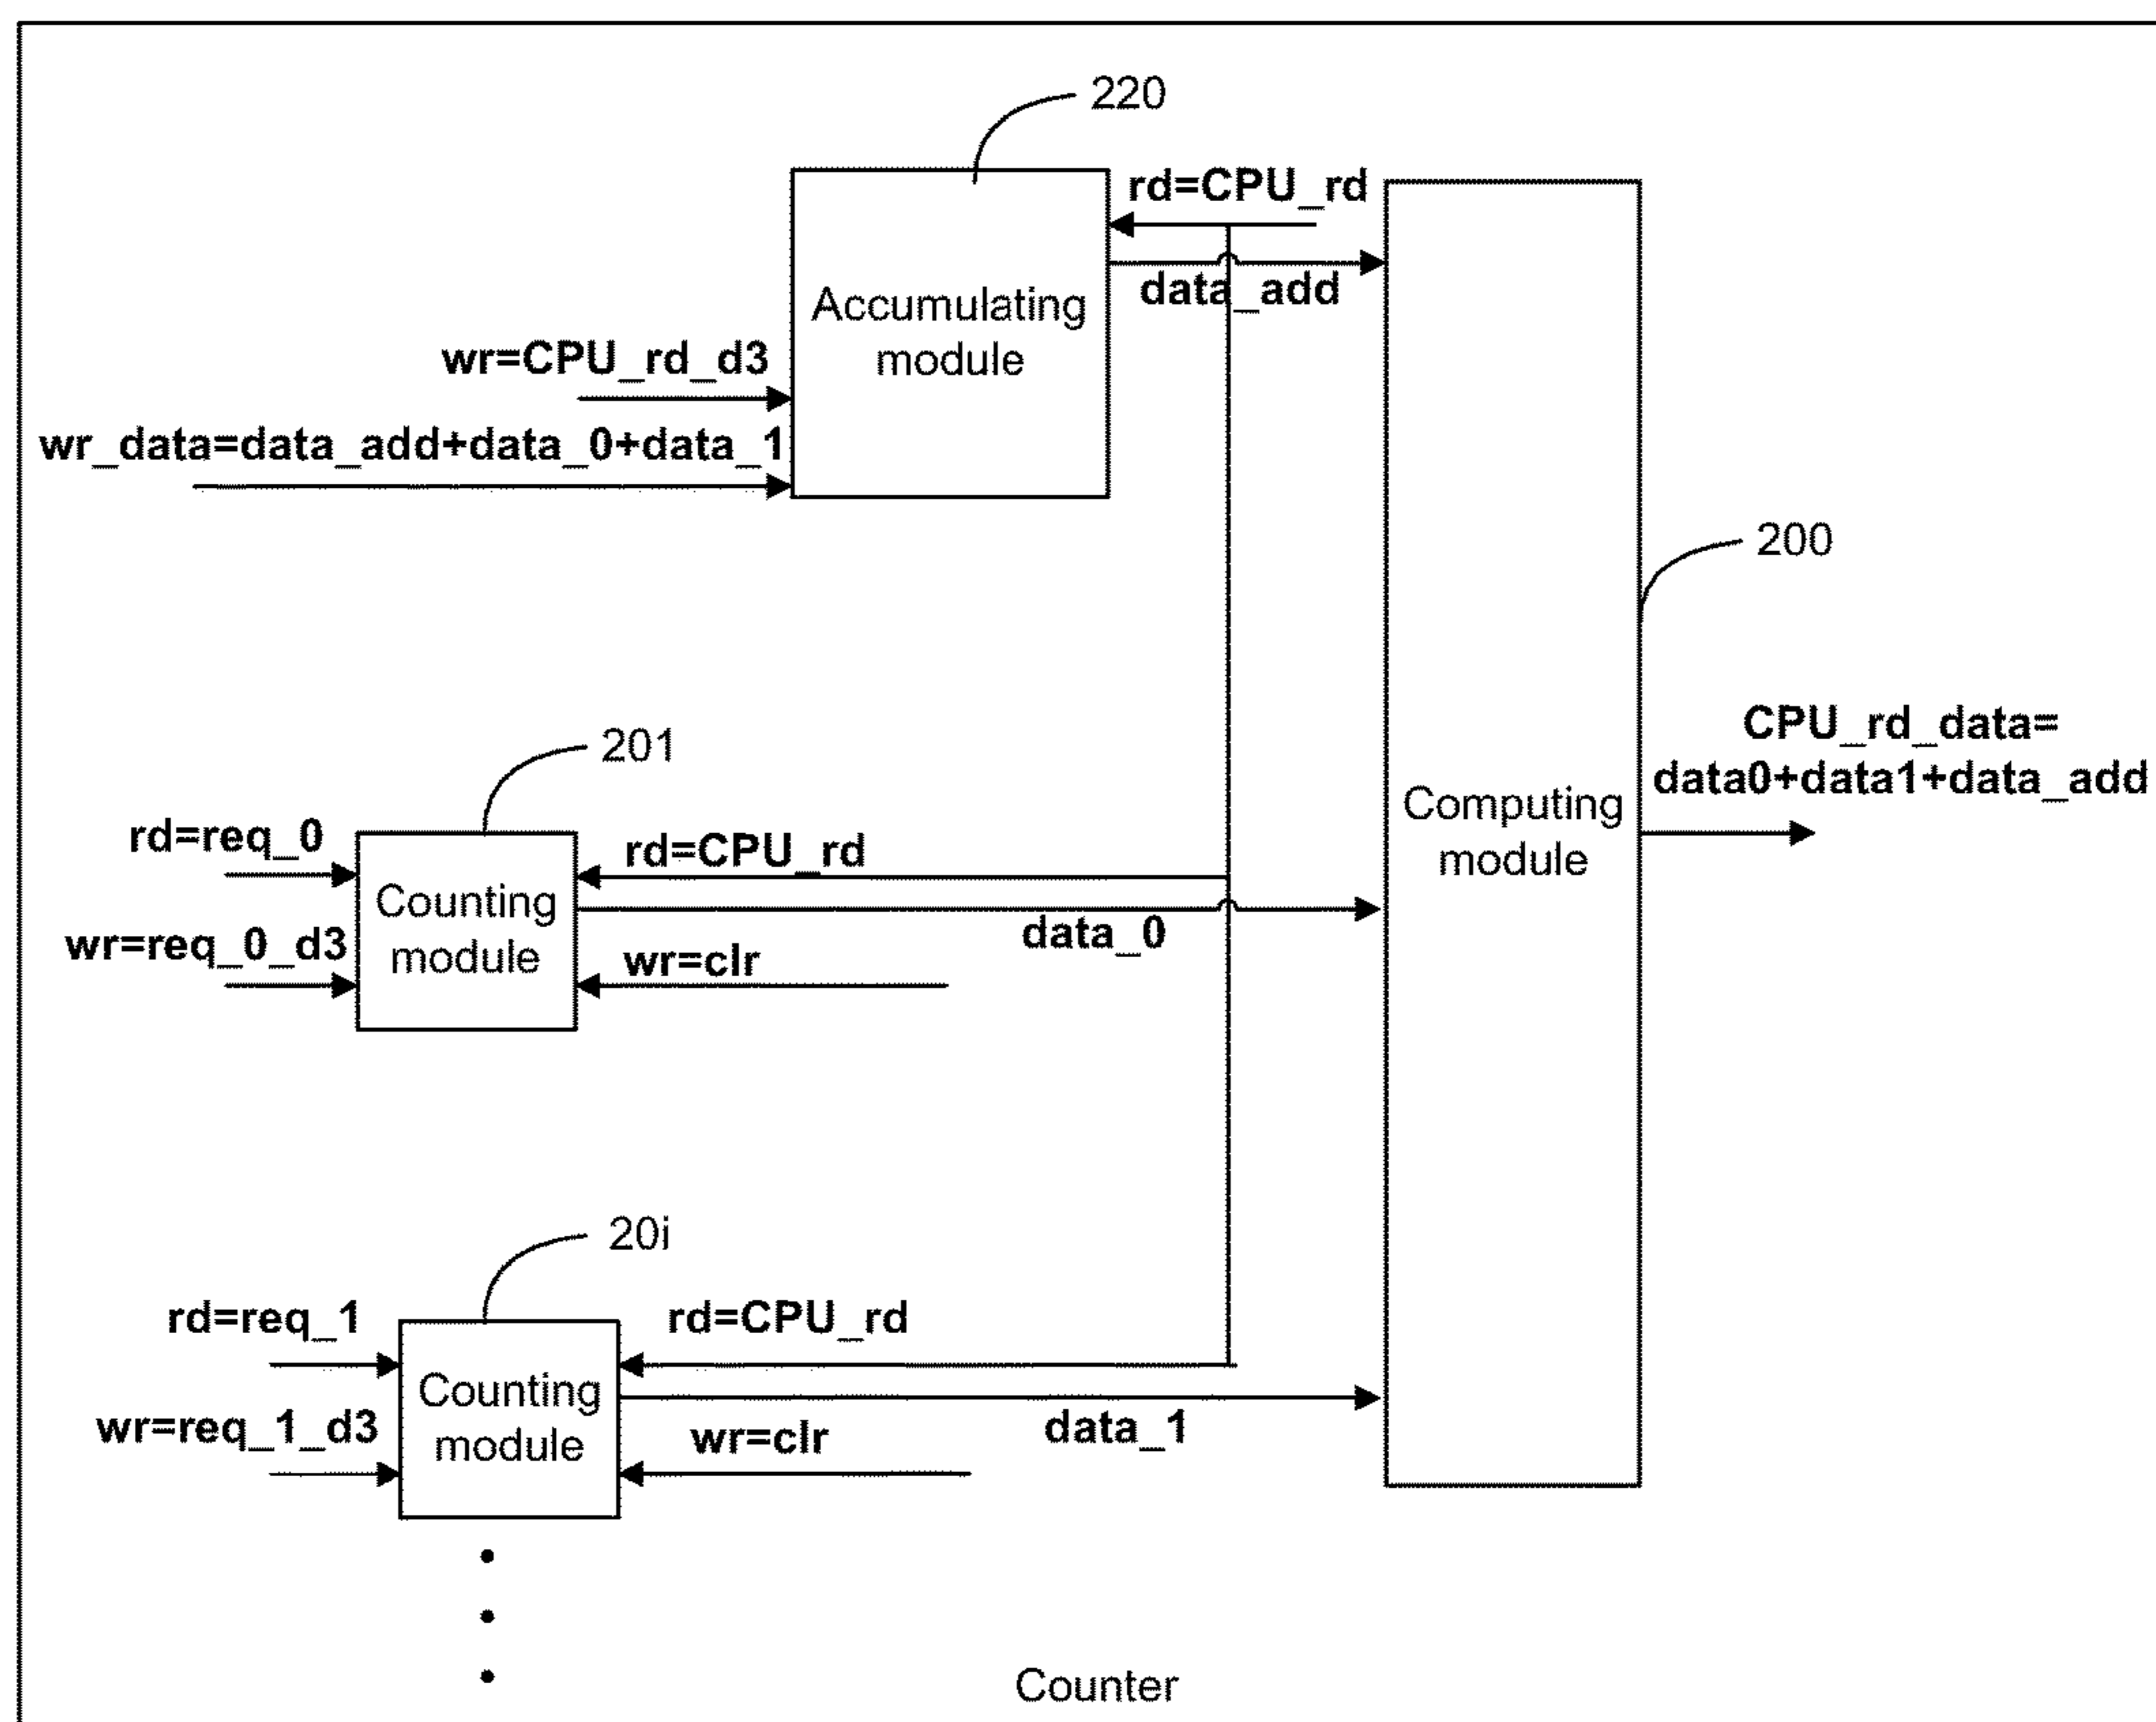 220
rd=CPU_rd
data_add
Accumulating
module
wr=CPU_rd_d3
wr_data=data_add+data_0+data_1
200
CPU_rd_data=
data0+data1+data_add
Computing
module
201
rd=req_0
rd=CPU_rd
Counting
module
data_0
wr=req_0_d3
wr=clr
20i
rd=req_1
rd=CPU_rd
Counting
module
wr=req_1_d3
wr=clr
data_1
Counter